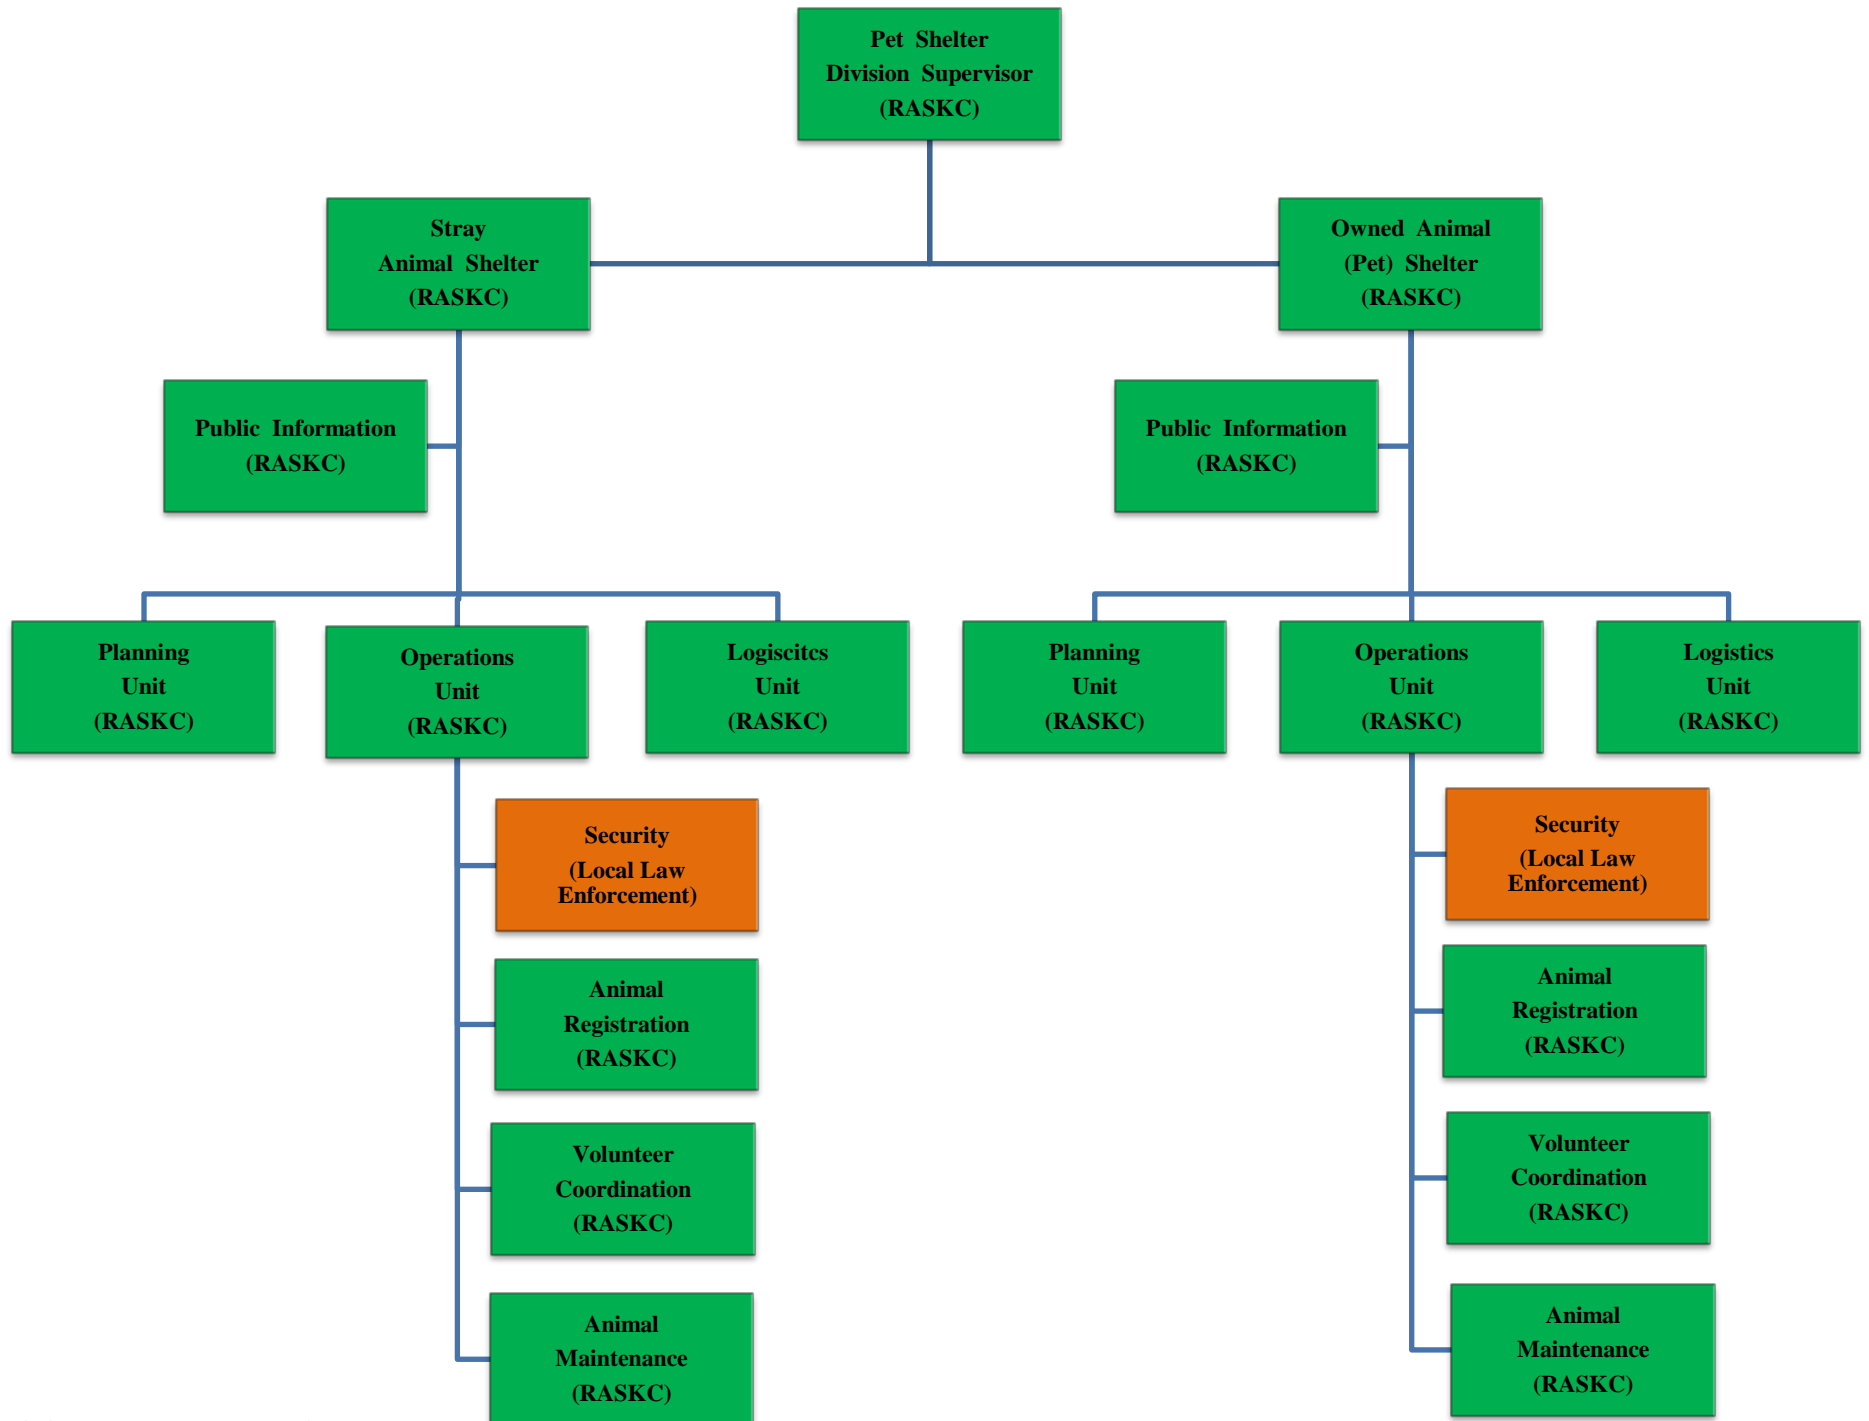 Pet Shelter
Division Supervisor
(RASKC)
Stray
Animal Shelter
(RASKC)
Owned Animal
(Pet) Shelter
(RASKC)
Public Information
(RASKC)
Public Information
(RASKC)
Planning
Unit
(RASKC)
Operations
Unit
(RASKC)
Logiscitcs
Unit
(RASKC)
Planning
Unit
(RASKC)
Operations
Unit
(RASKC)
Logistics
Unit
(RASKC)
Security
(Local Law
Enforcement)
Animal
Registration
(RASKC)
Volunteer
Coordination
(RASKC)
Animal
Maintenance
(RASKC)
Security
(Local Law
Enforcement)
Animal
Registration
(RASKC)
Volunteer
Coordination
(RASKC)
Animal
Maintenance
(RASKC)